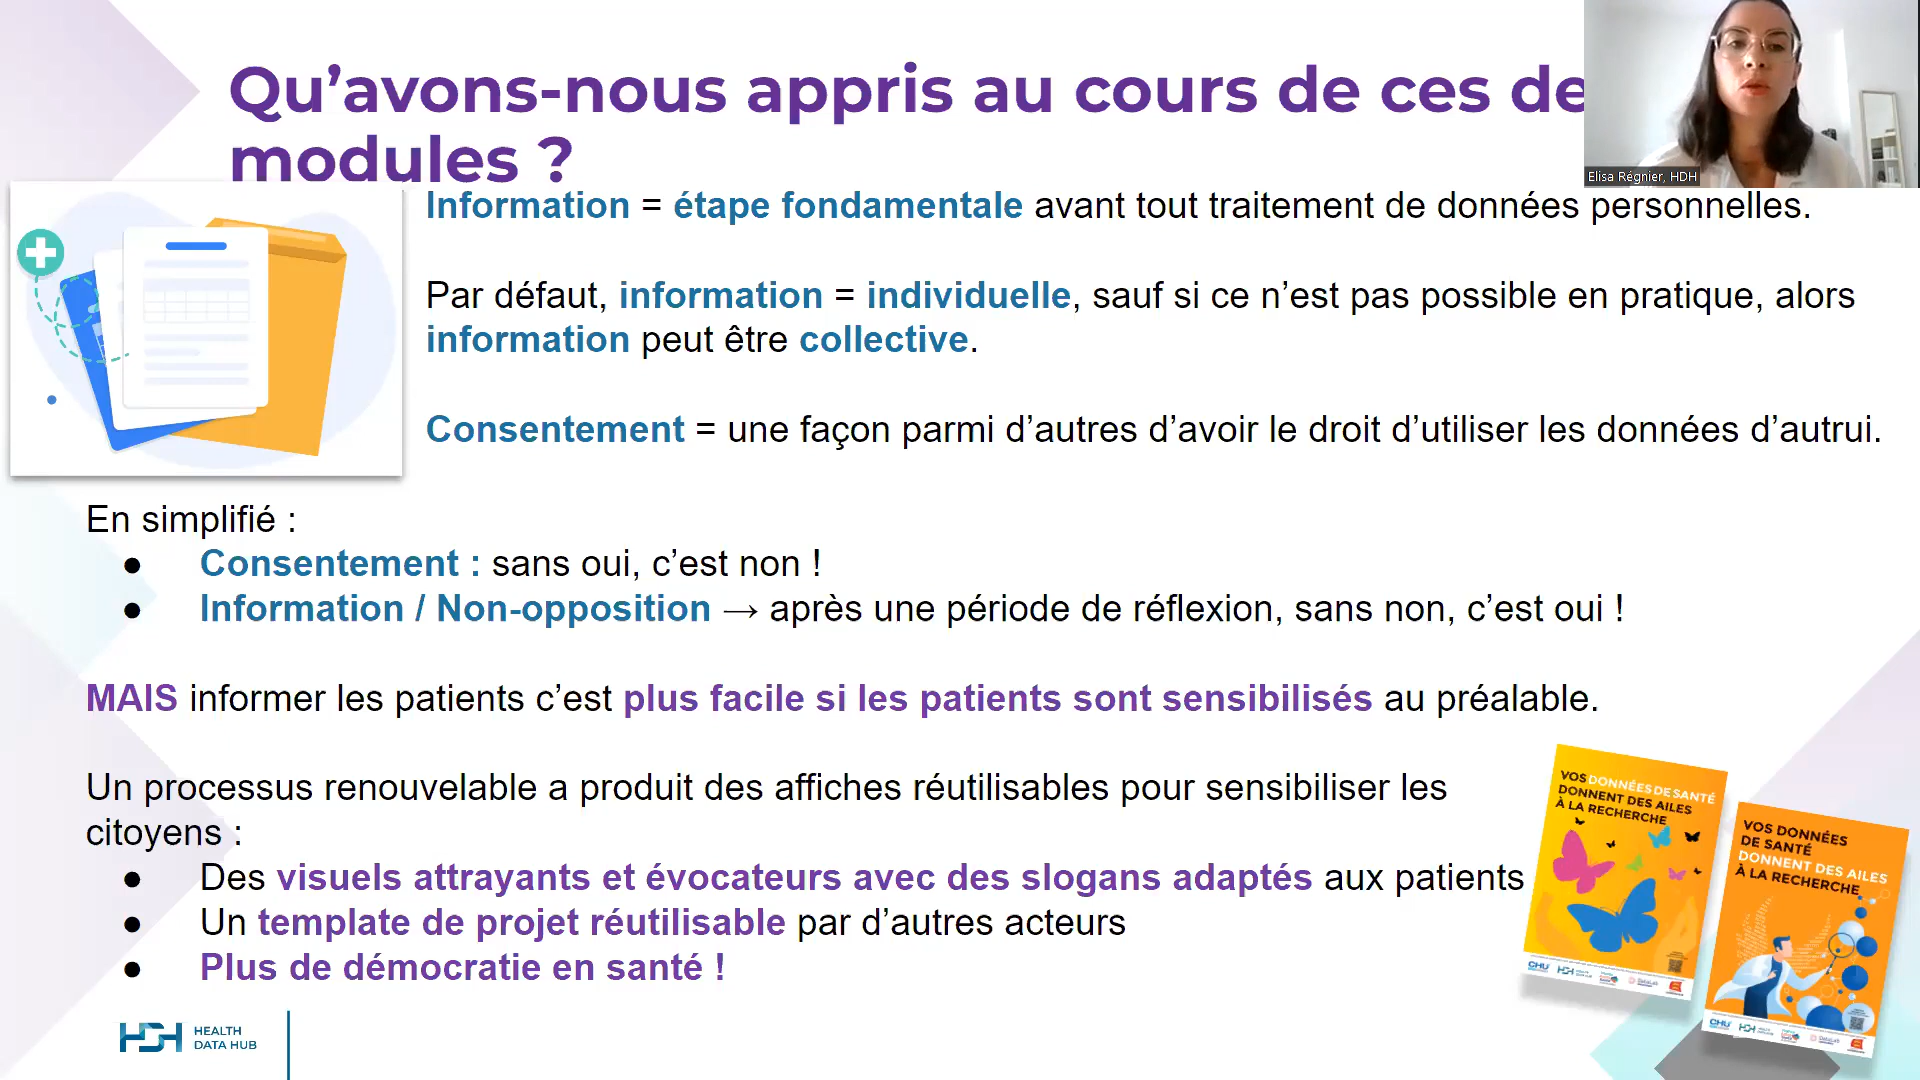 Qu’avons-nous appris au cours de ces de
modules ?
Elisa Régnier, HDH
Information = étape fondamentale avant tout traitement de données personnelles.
Par défaut, information = individuelle, sauf si ce n’est pas possible en pratique, alors
information peut être collective.
Consentement = une façon parmi d’autres d’avoir le droit d’utiliser les données d’autrui.
En simplifié :
● Consentement : sans oui, c’est non !
● Information / Non-opposition → après une période de réflexion, sans non, c’est oui !
MAIS informer les patients c’est plus facile si les patients sont sensibilisés au préalable.
Un processus renouvelable a produit des affiches réutilisables pour sensibiliser les
citoyens :
● Des visuels attrayants et évocateurs avec des slogans adaptés aux patients
● Un template de projet réutilisable par d’autres acteurs
● Plus de démocratie en santé !
VOS DONNÉES DE SANTÉ
DONNENT DES AILES
À LA RECHERCHE
CHU
HDH
DataLab
VOS DONNÉES
DE SANTÉ
DONNENT DES AILES
À LA RECHERCHE
CHU
HDH
DataLab
HDH HEALTH
DATA HUB